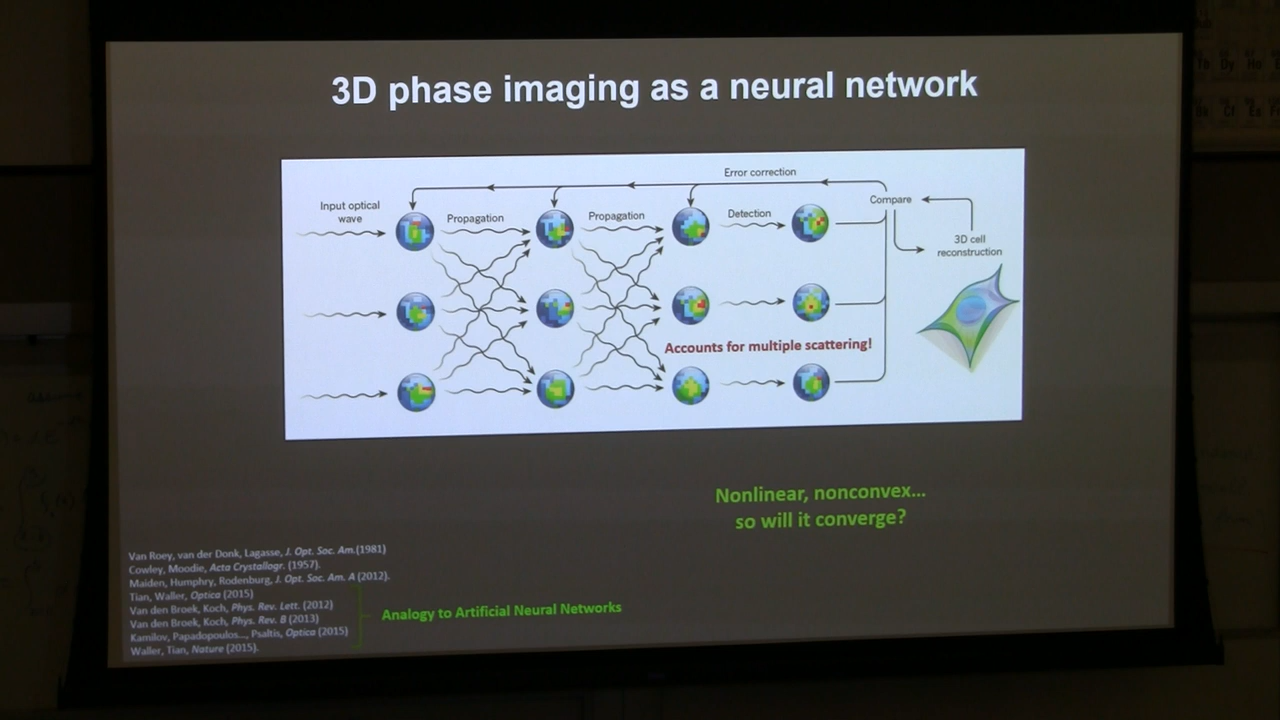 3D phase imaging as a neural network
Error correction
Input optical
wave
Propagation
Propagation
Detection
Compare
3D cell
reconstruction
Accounts for multiple scattering!
Nonlinear, nonconvex...
so will it converge?
Van Roey, van der Donk, Lagasse, J. Opt. Soc. Am.(1981)
Cowley, Moodie, Acta Crystallogr. (1957).
Maiden, Humphry, Rodenburg, J. Opt. Soc. Am. A (2012).
Tian, Waller, Optica (2015)
Van den Broek, Koch, Phys. Rev. Lett. (2012)
Van den Broek, Koch, Phys. Rev. B (2013)
Kamilov, Papadopoulos..., Psaltis, Optica (2015)
Waller, Tian, Nature (2015).
Analogy to Artificial Neural Networks
Dy Ho
Cf Es